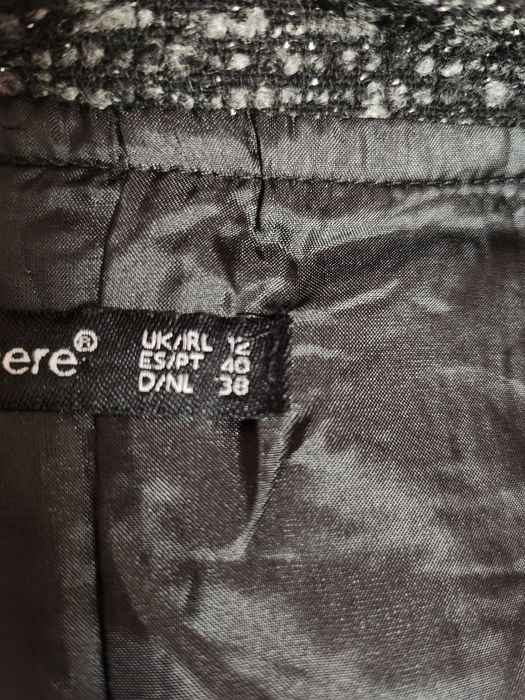 ere®
UK/IRL 12
ES/PT 40
D/NL 38